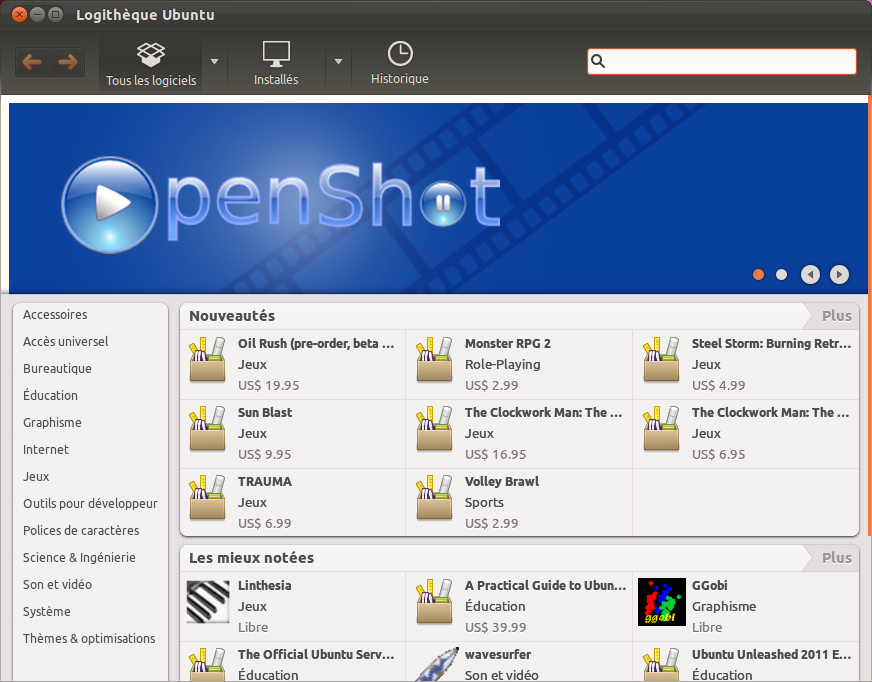 Logithèque Ubuntu
Tous les logiciels
Installés
Historique
penShot
Accessoires
Accès universel
Bureautique
Éducation
Graphisme
Internet
Jeux
Outils pour développeur
Polices de caractères
Science & Ingénierie
Son et vidéo
Système
Thèmes & optimisations
Nouveautés
Plus
Oil Rush (pre-order, beta ...
Jeux
US$ 19.95
Monster RPG 2
Role-Playing
US$ 2.99
Steel Storm: Burning Retr...
Jeux
US$ 4.99
Sun Blast
Jeux
US$ 9.95
The Clockwork Man: The ...
Jeux
US$ 16.95
The Clockwork Man: The ...
Jeux
US$ 6.95
TRAUMA
Jeux
US$ 6.99
Volley Brawl
Sports
US$ 2.99
Les mieux notées
Plus
Linthesia
Jeux
Libre
A Practical Guide to Ubun...
Éducation
US$ 39.99
ggobi
GGobi
Graphisme
Libre
The Official Ubuntu Serv...
Éducation
wavesurfer
Son et vidéo
Ubuntu Unleashed 2011 E...
Éducation